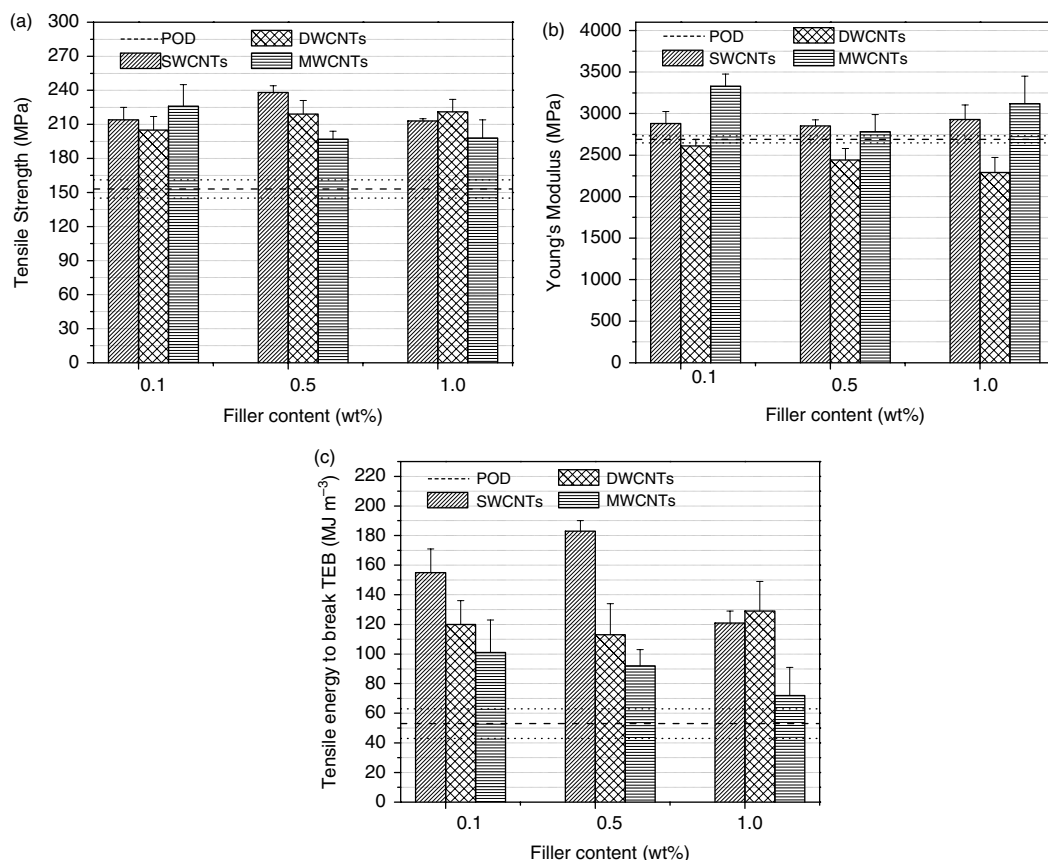 (a)
300
270
240
210
180
150
120
90
60
30
0
Tensile Strength (MPa)
POD
SWCNTs
DWCNTs
MWCNTs
0.1
0.5
1.0
Filler content (wt%)
(b)
4000
3500
3000
2500
2000
1500
1000
500
0
Young's Modulus (MPa)
POD
SWCNTs
DWCNTs
MWCNTs
0.1
0.5
1.0
Filler content (wt%)
(c)
220
200
180
160
140
120
100
80
60
40
20
0
Tensile energy to break TEB (MJ m⁻³)
POD
SWCNTs
DWCNTs
MWCNTs
0.1
0.5
1.0
Filler content (wt%)